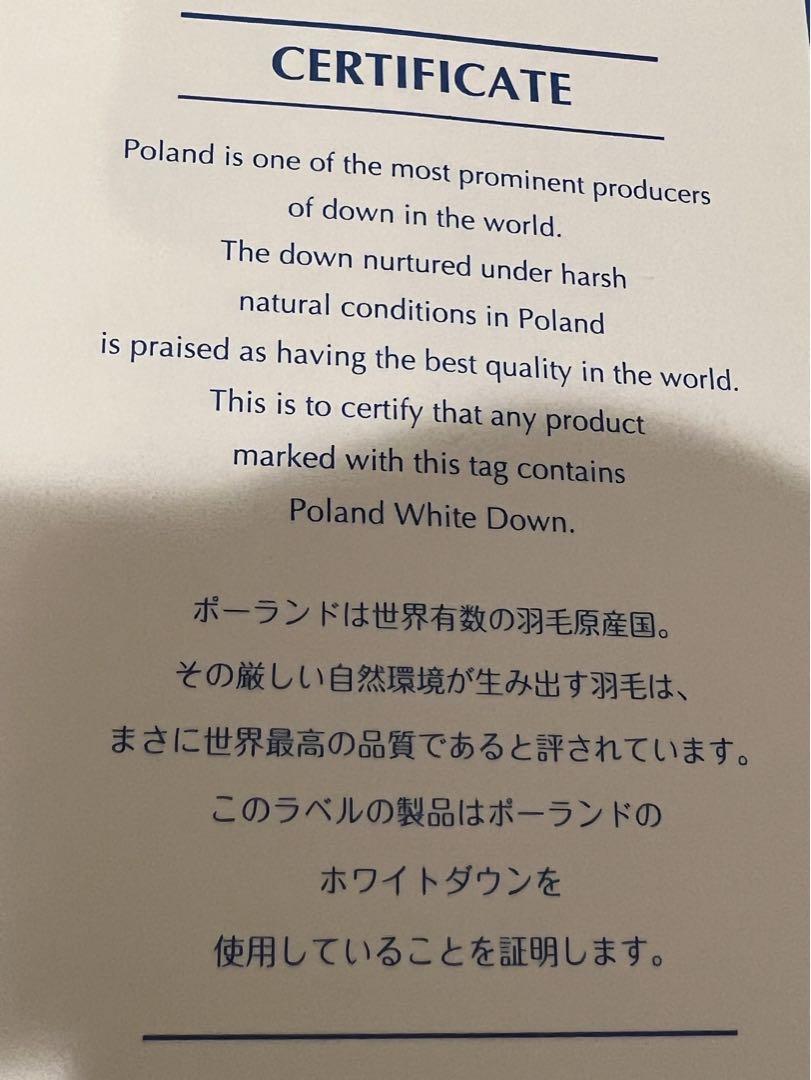 CERTIFICATE
Poland is one of the most prominent producers
of down in the world.
The down nurtured under harsh
natural conditions in Poland
is praised as having the best quality in the world.
This is to certify that any product
marked with this tag contains
Poland White Down.
ポーランドは世界有数の羽毛原産国。
その厳しい自然環境が生み出す羽毛は、
まさに世界最高の品質であると評されています。
このラベルの製品はポーランドの
ホワイトダウンを
使用していることを証明します。